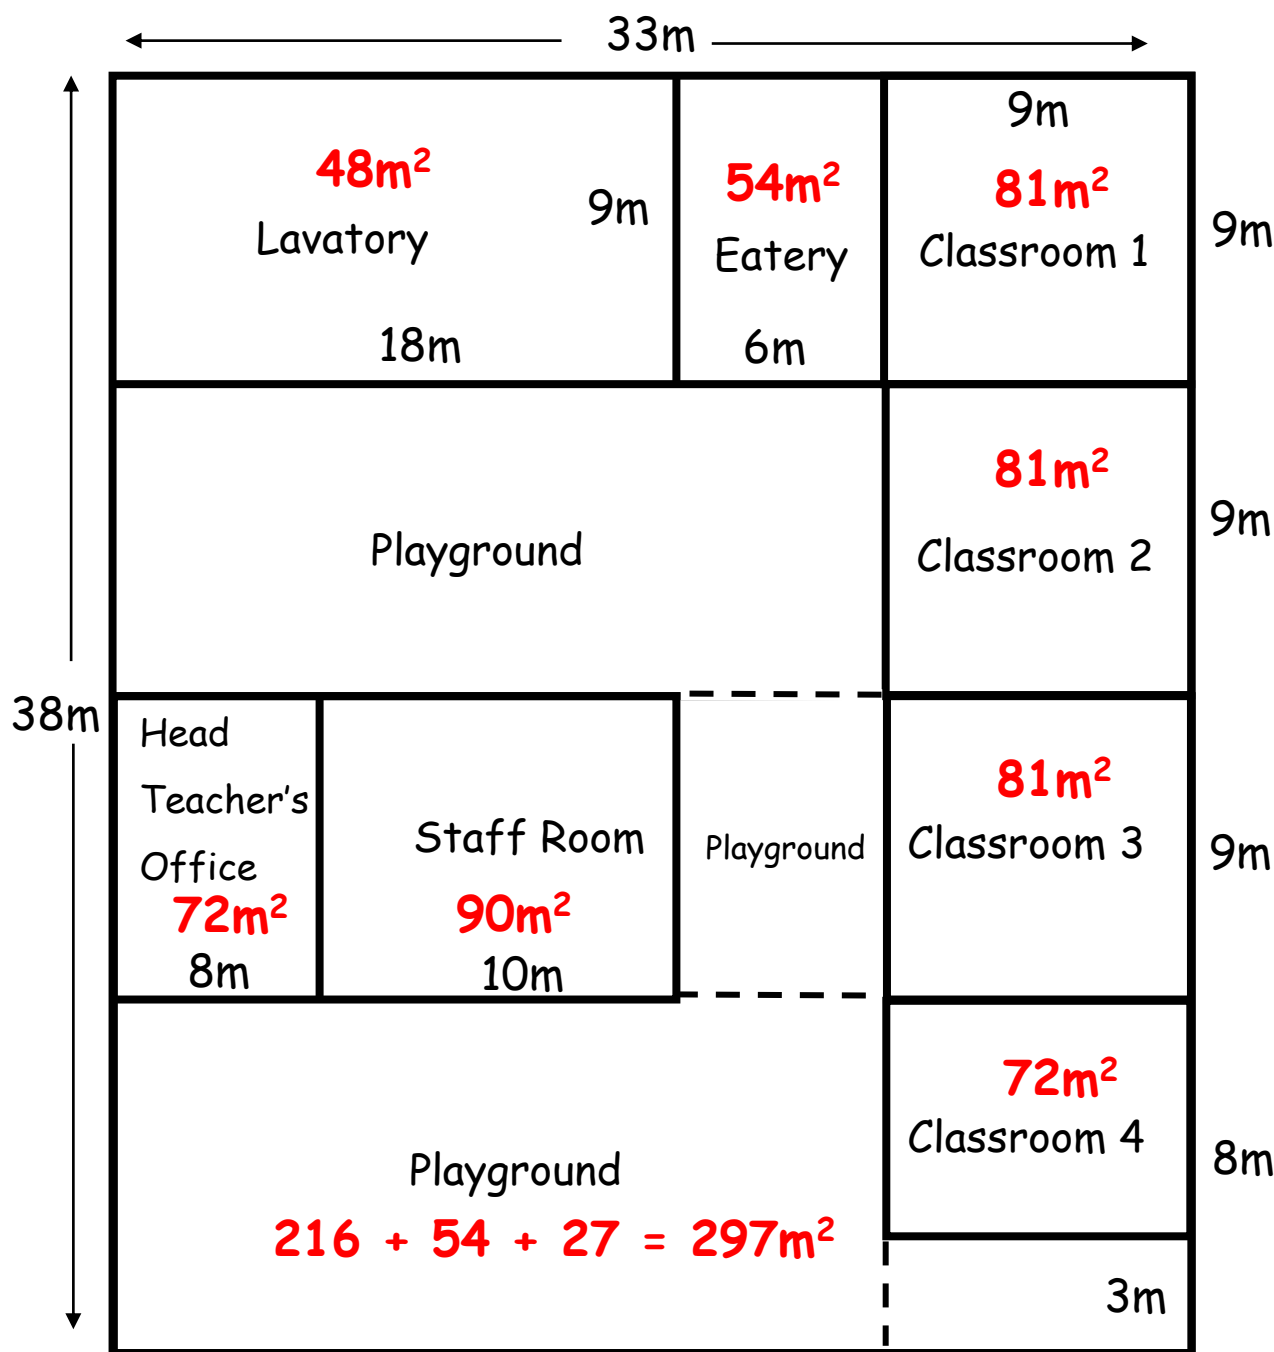 33m
9m
48m²
54m²
81m²
9m
9m
Lavatory
Eatery
Classroom 1
18m
6m
81m²
9m
Playground
Classroom 2
38m
Head
Teacher's
Office
72m²
8m
Staff Room
90m²
10m
Playground
81m²
Classroom 3
9m
72m²
Classroom 4
8m
Playground
216 + 54 + 27 = 297m²
3m